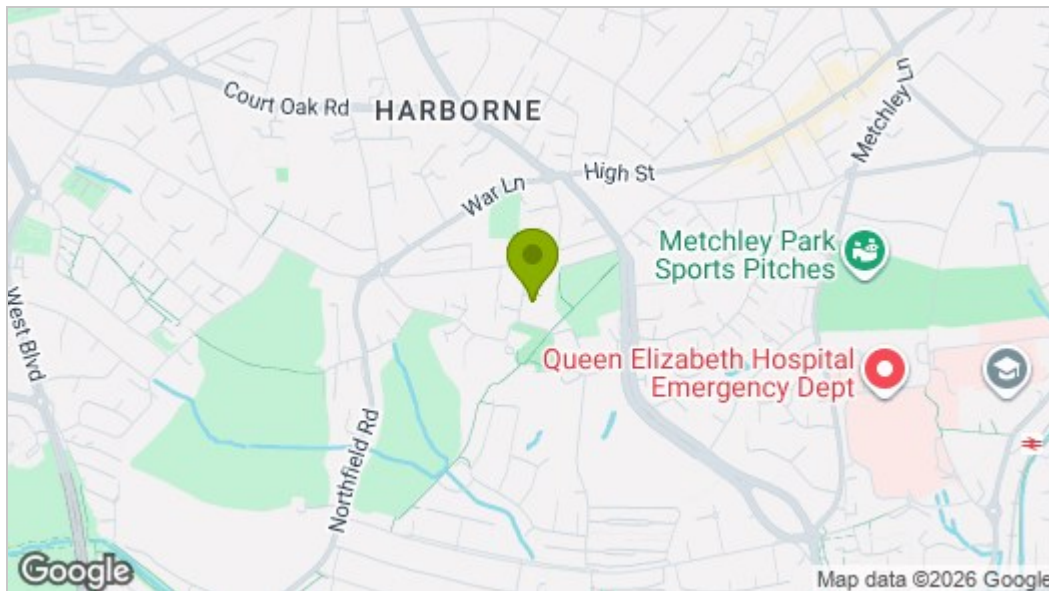 Court Oak Rd
HARBORNE
Metchley Ln
High St
War Ln
Metchley Park
Sports Pitches
West Blvd
Queen Elizabeth Hospital
Emergency Dept
Northfield Rd
Google
Map data ©2026 Google